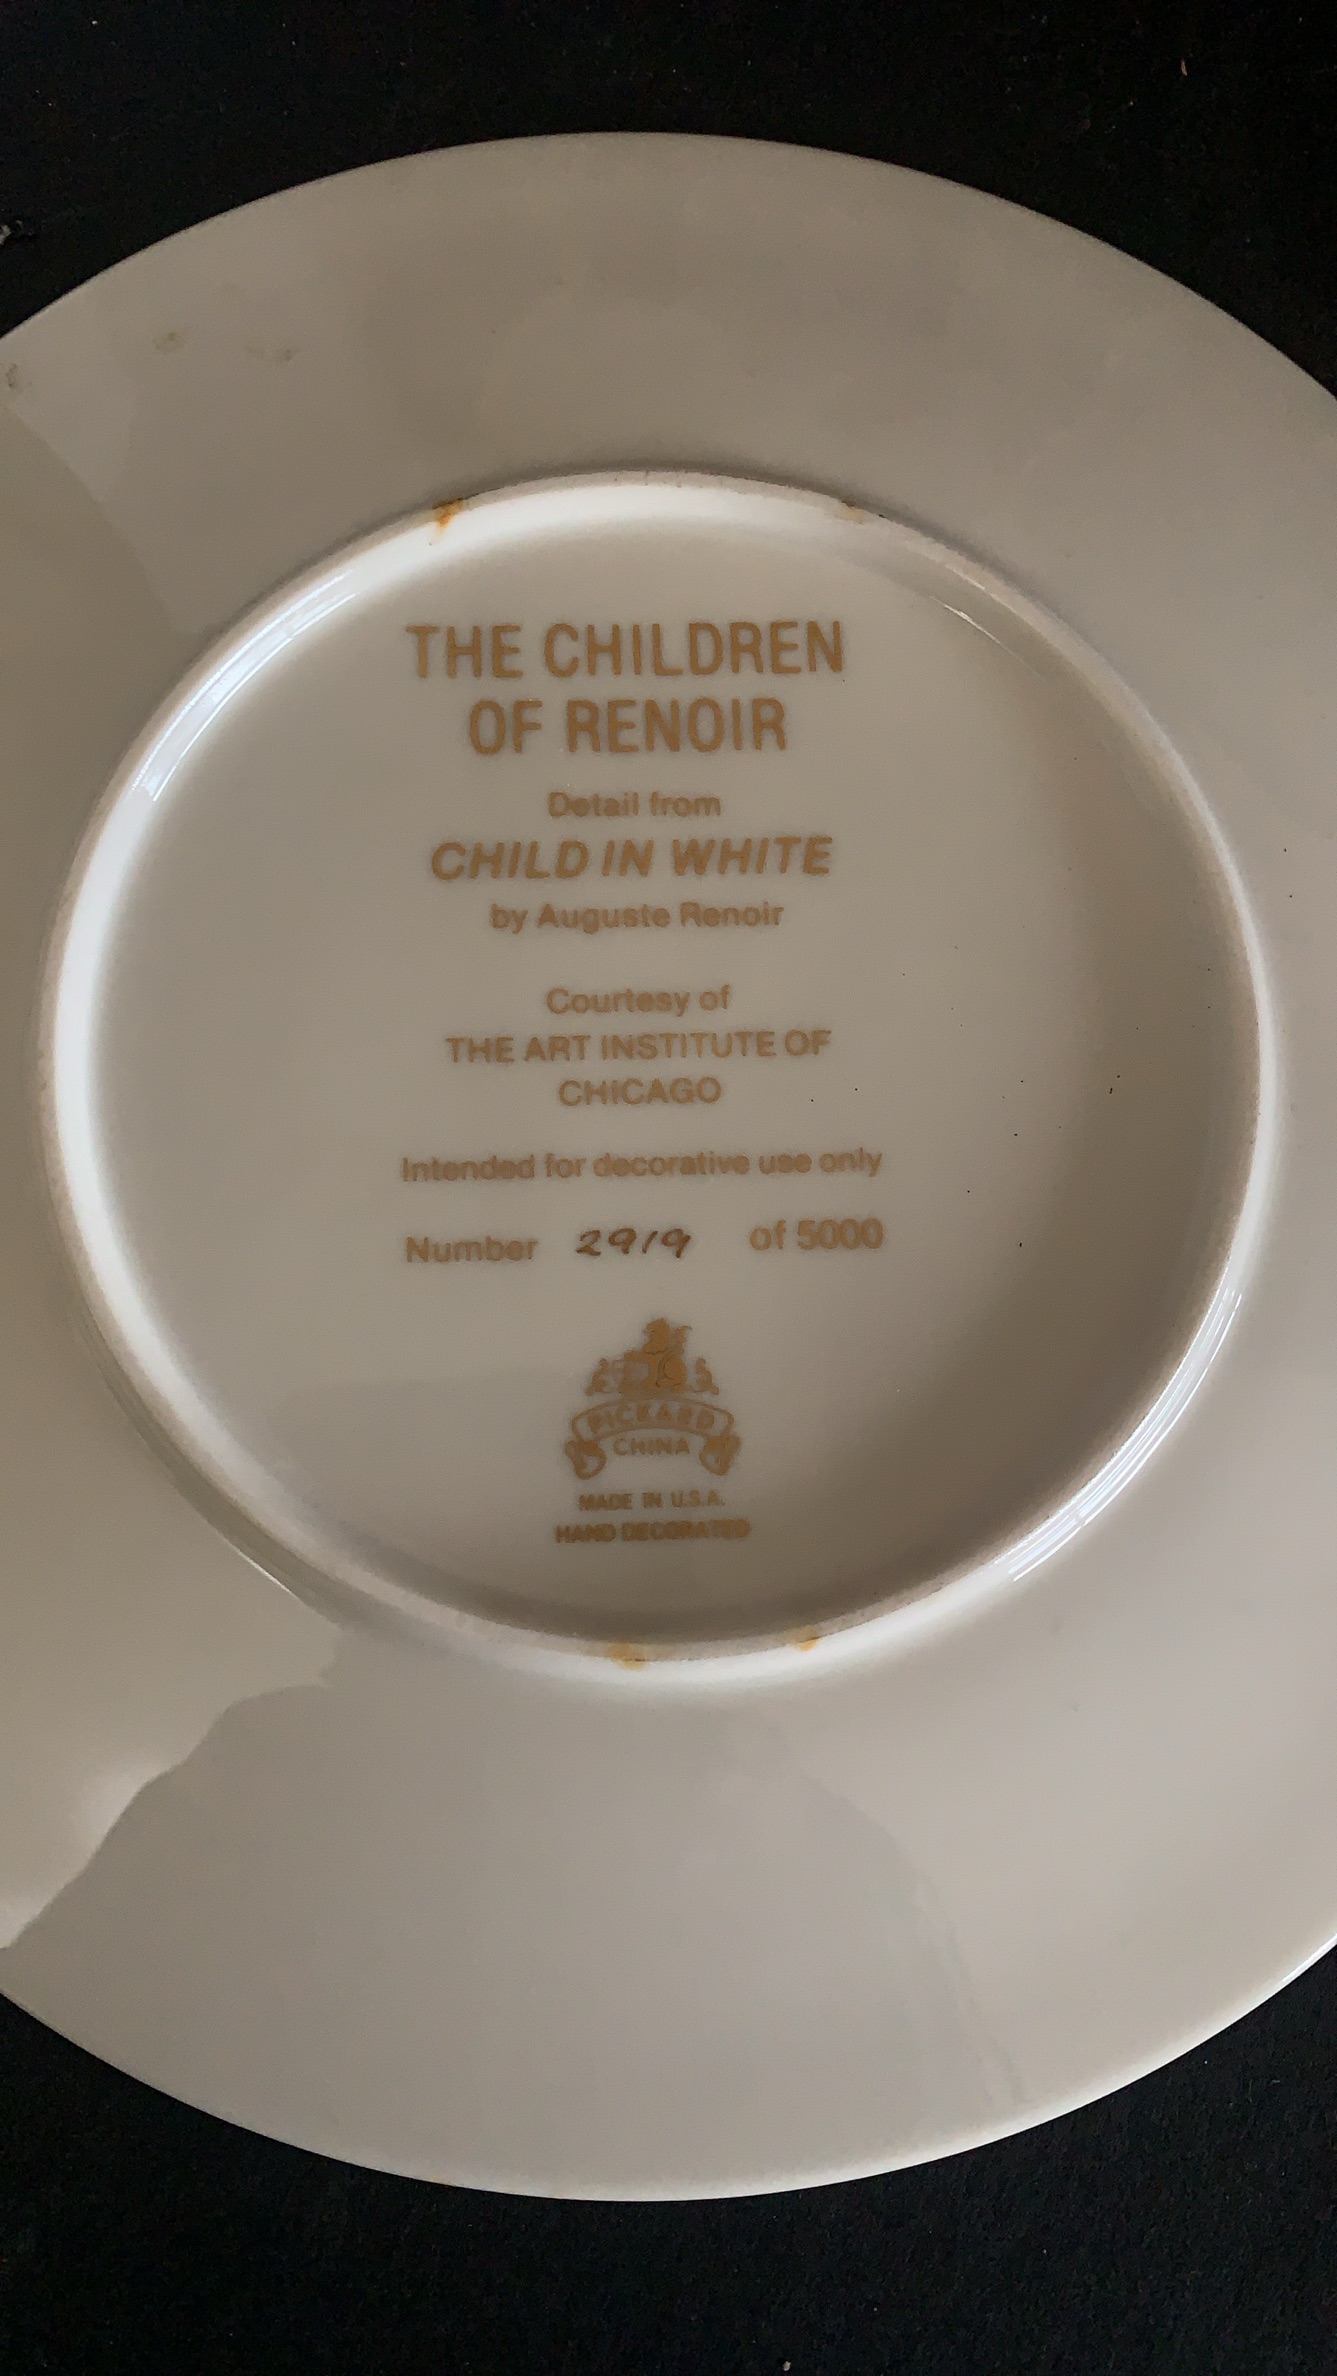 THE CHILDREN
OF RENOIR
Detail from
CHILD IN WHITE
by Auguste Renoir
Courtesy of
THE ART INSTITUTE OF
CHICAGO
Intended for decorative use only
Number 2919 of 5000
PICKARD
CHINA
MADE IN U.S.A.
HAND DECORATED